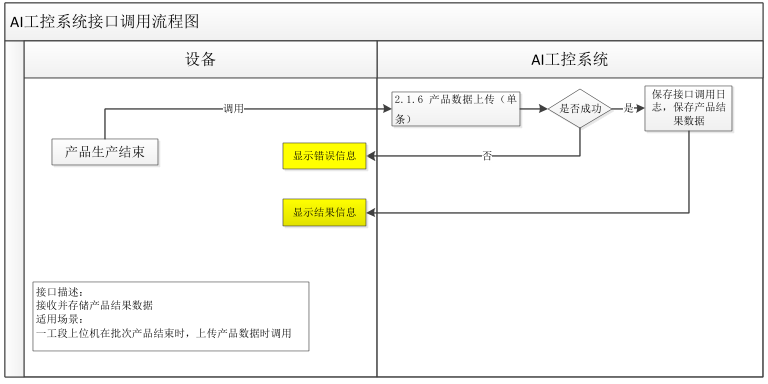 AI工控系统接口调用流程图
设备
AI工控系统
产品生产结束
调用
2.1.6 产品数据上传（单
条）
是否成功
是
保存接口调用日
志，保存产品结
果数据
否
显示错误信息
显示结果信息
接口描述：
接收并存储产品结果数据
适用场景：
一工段上位机在批次产品结束时，上传产品数据时调用